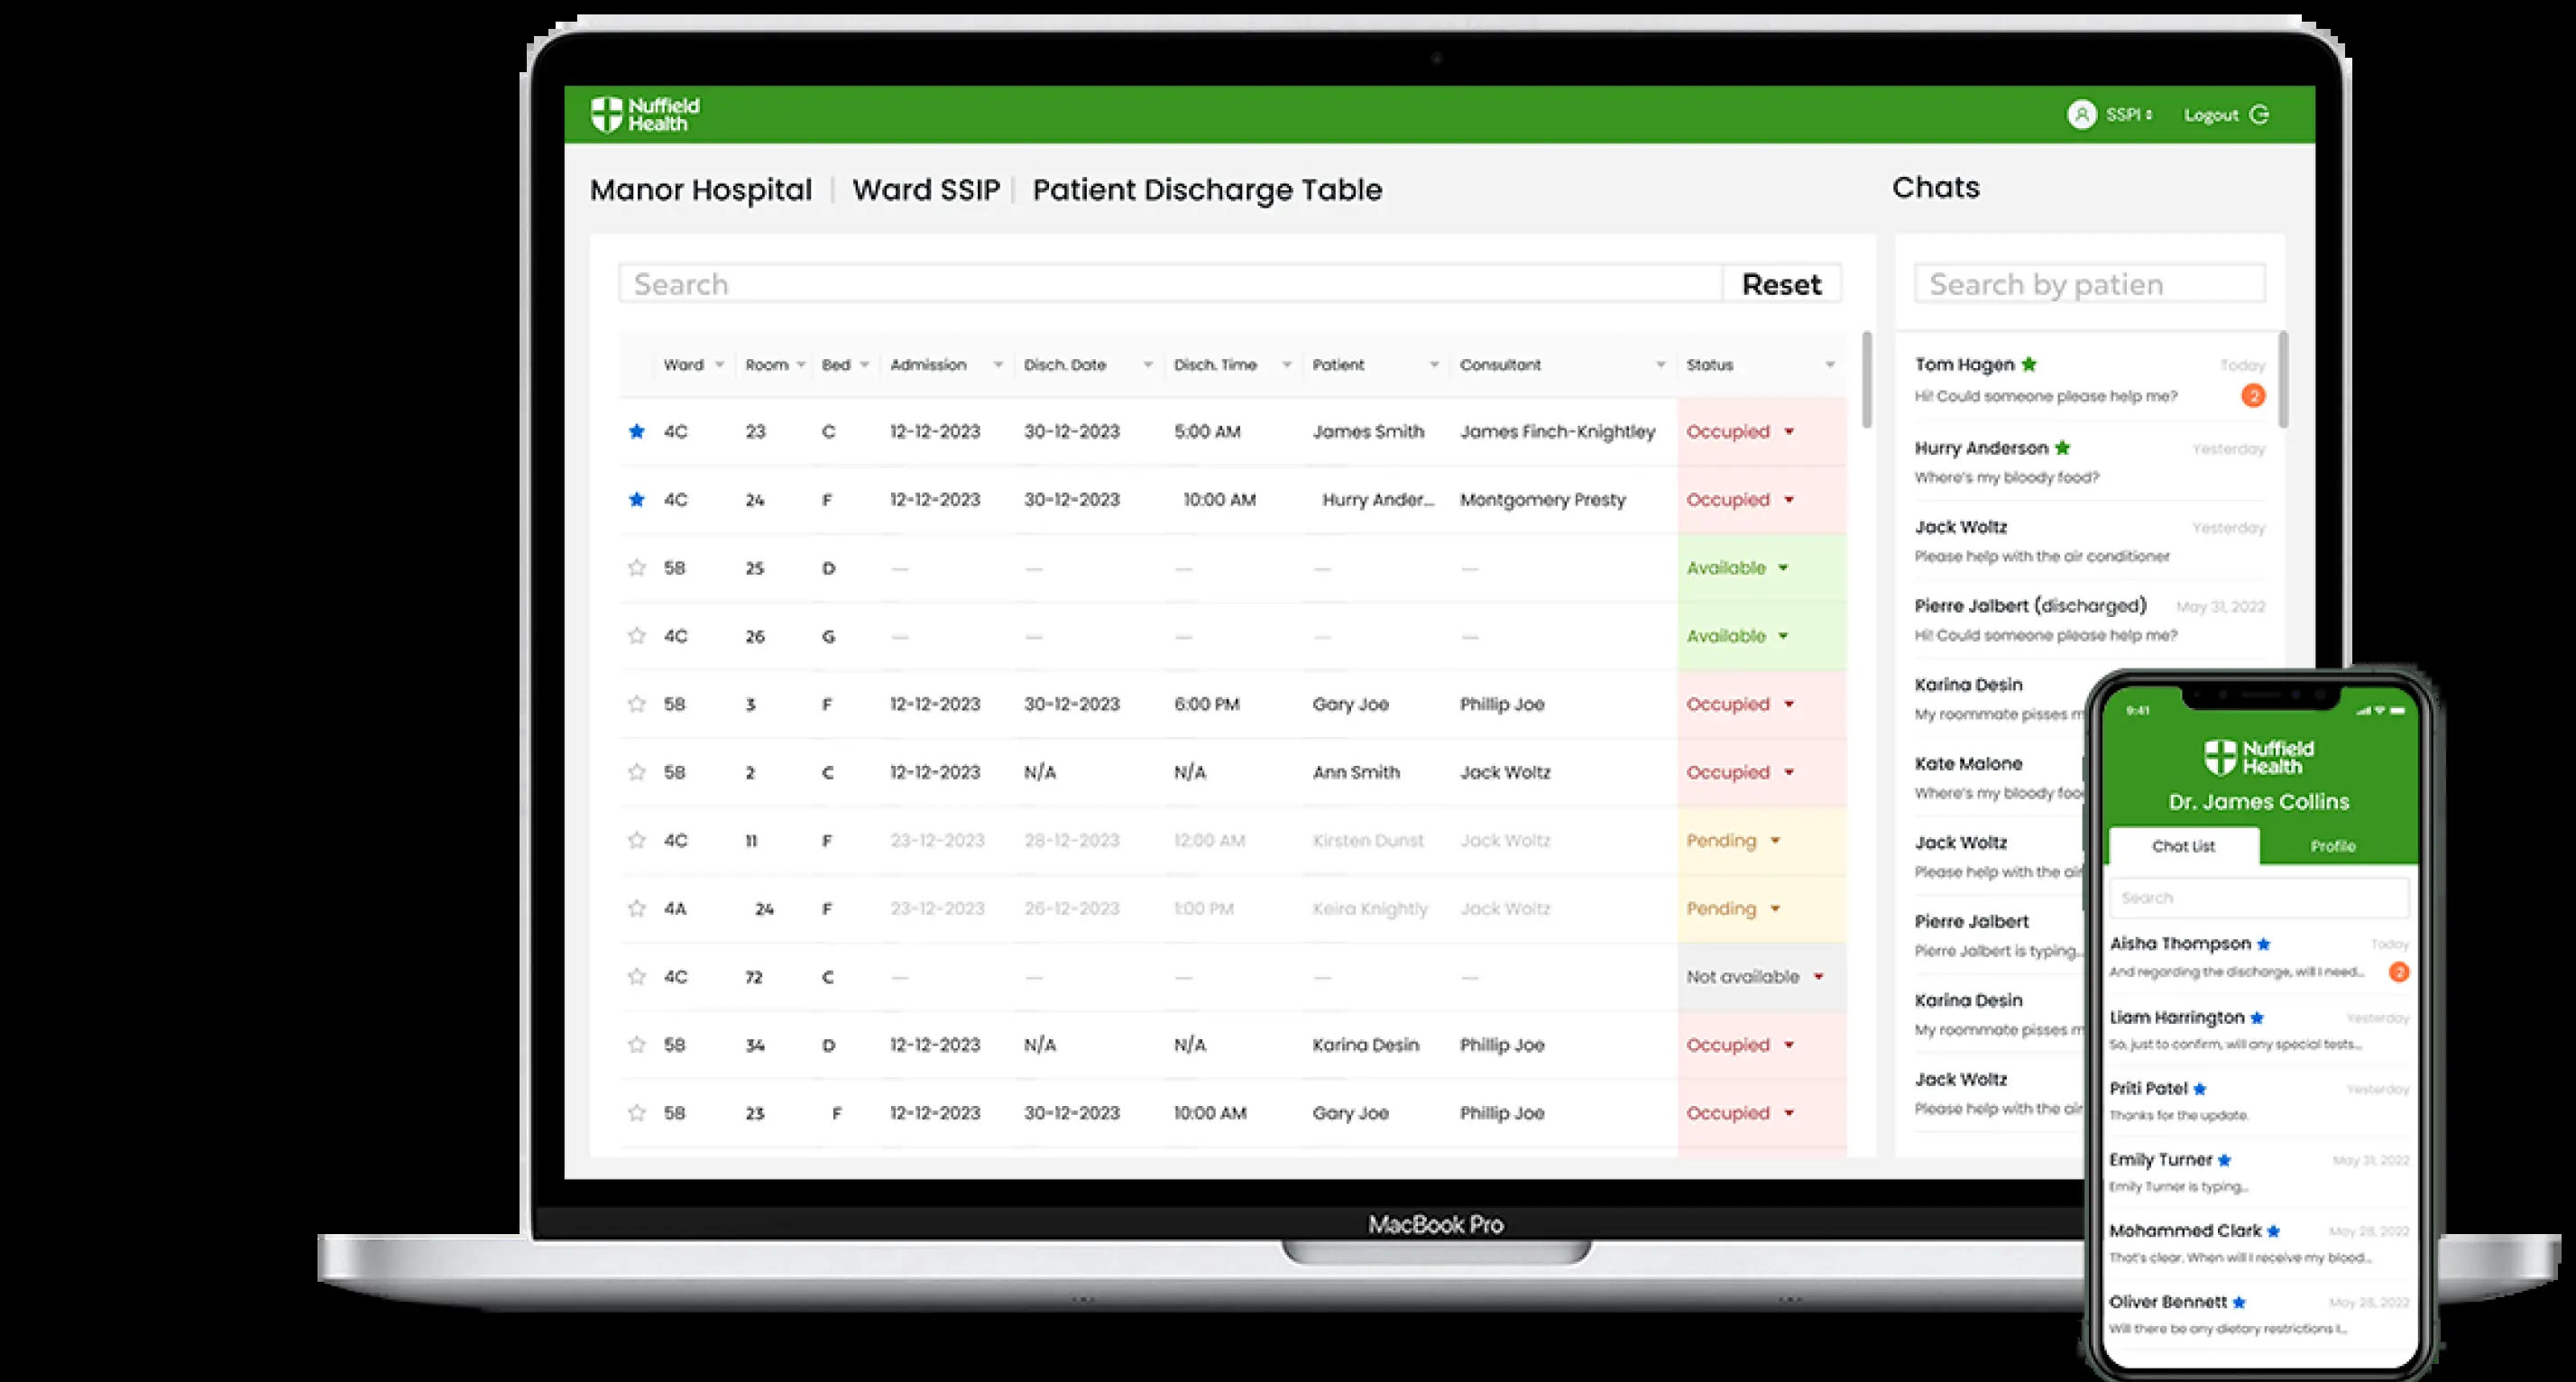 Nuffield
Health
SSPI
Logout
Manor Hospital | Ward SSIP | Patient Discharge Table
Chats
Search
Reset
Search by patien
Ward Room Bed Admission Disch. Date Disch. Time Patient Consultant Status
4C 23 C 12-12-2023 30-12-2023 5:00 AM James Smith James Finch-Knightley Occupied
4C 24 F 12-12-2023 30-12-2023 10:00 AM Hurry Ander... Montgomery Presty Occupied
5B 25 D — — — — — Available
4C 26 G — — — — — Available
5B 3 F 12-12-2023 30-12-2023 6:00 PM Gary Joe Phillip Joe Occupied
5B 2 C 12-12-2023 N/A N/A Ann Smith Jack Woltz Occupied
4C 11 F 23-12-2023 28-12-2023 12:00 AM Kirsten Dunst Jack Woltz Pending
4A 24 F 23-12-2023 26-12-2023 1:00 PM Keira Knightly Jack Woltz Pending
4C 72 C — — — — — Not available
5B 34 D 12-12-2023 N/A N/A Karina Desin Phillip Joe Occupied
5B 23 F 12-12-2023 30-12-2023 10:00 AM Gary Joe Phillip Joe Occupied
Tom Hagen Today
Hi! Could someone please help me? 2
Hurry Anderson Yesterday
Where's my bloody food?
Jack Woltz Yesterday
Please help with the air conditioner
Pierre Jalbert (discharged) May 31, 2022
Hi! Could someone please help me?
Karina Desin
My roommate pisses m
Kate Malone
Where's my bloody foo
Jack Woltz
Please help with the air
Pierre Jalbert
Pierre Jalbert is typing...
Karina Desin
My roommate pisses m
Jack Woltz
Please help with the air
MacBook Pro
9:41
Nuffield
Health
Dr. James Collins
Chat List Profile
Search
Aisha Thompson Today
And regarding the discharge, will I need... 2
Liam Harrington Yesterday
So, just to confirm, will any special tests...
Priti Patel Yesterday
Thanks for the update.
Emily Turner May 31, 2022
Emily Turner is typing...
Mohammed Clark May 28, 2022
That's clear. When will I receive my blood...
Oliver Bennett May 28, 2022
Will there be any dietary restrictions I...